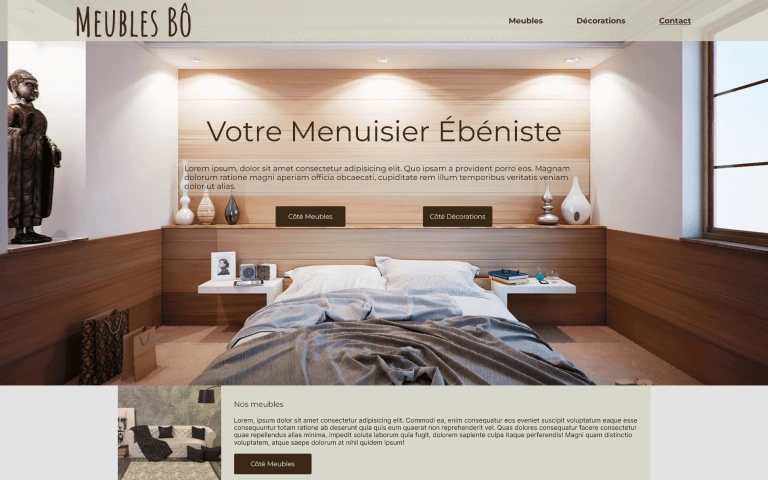 MEUBLES BÔ
Meubles
Décorations
Contact
Votre Menuisier Ébéniste
Lorem ipsum, dolor sit amet consectetur adipisicing elit. Quo ipsam a provident porro eos. Magnam
dolorum ratione magni aperiam officia obcaecati, cupiditate rem illum temporibus veritatis veniam
dolor ut alias.
Côté Meubles
Côté Décorations
Nos meubles
Lorem, ipsum dolor sit amet consectetur adipisicing elit. Commodi ea, enim consequatur eos eveniet suscipit voluptatum eaque esse
consequuntur totam ratione ab deserunt quia quis eum quaerat non reprehenderit vel. Quas dolores consequatur facere consectetur
quae repellendus alias minima, impedit soluta laborum quia fugit, dolorem sapiente culpa itaque perferendis! Magni quam distinctio
voluptatem, atque saepe dolorum at nihil quidem ipsum!
Côté Meubles